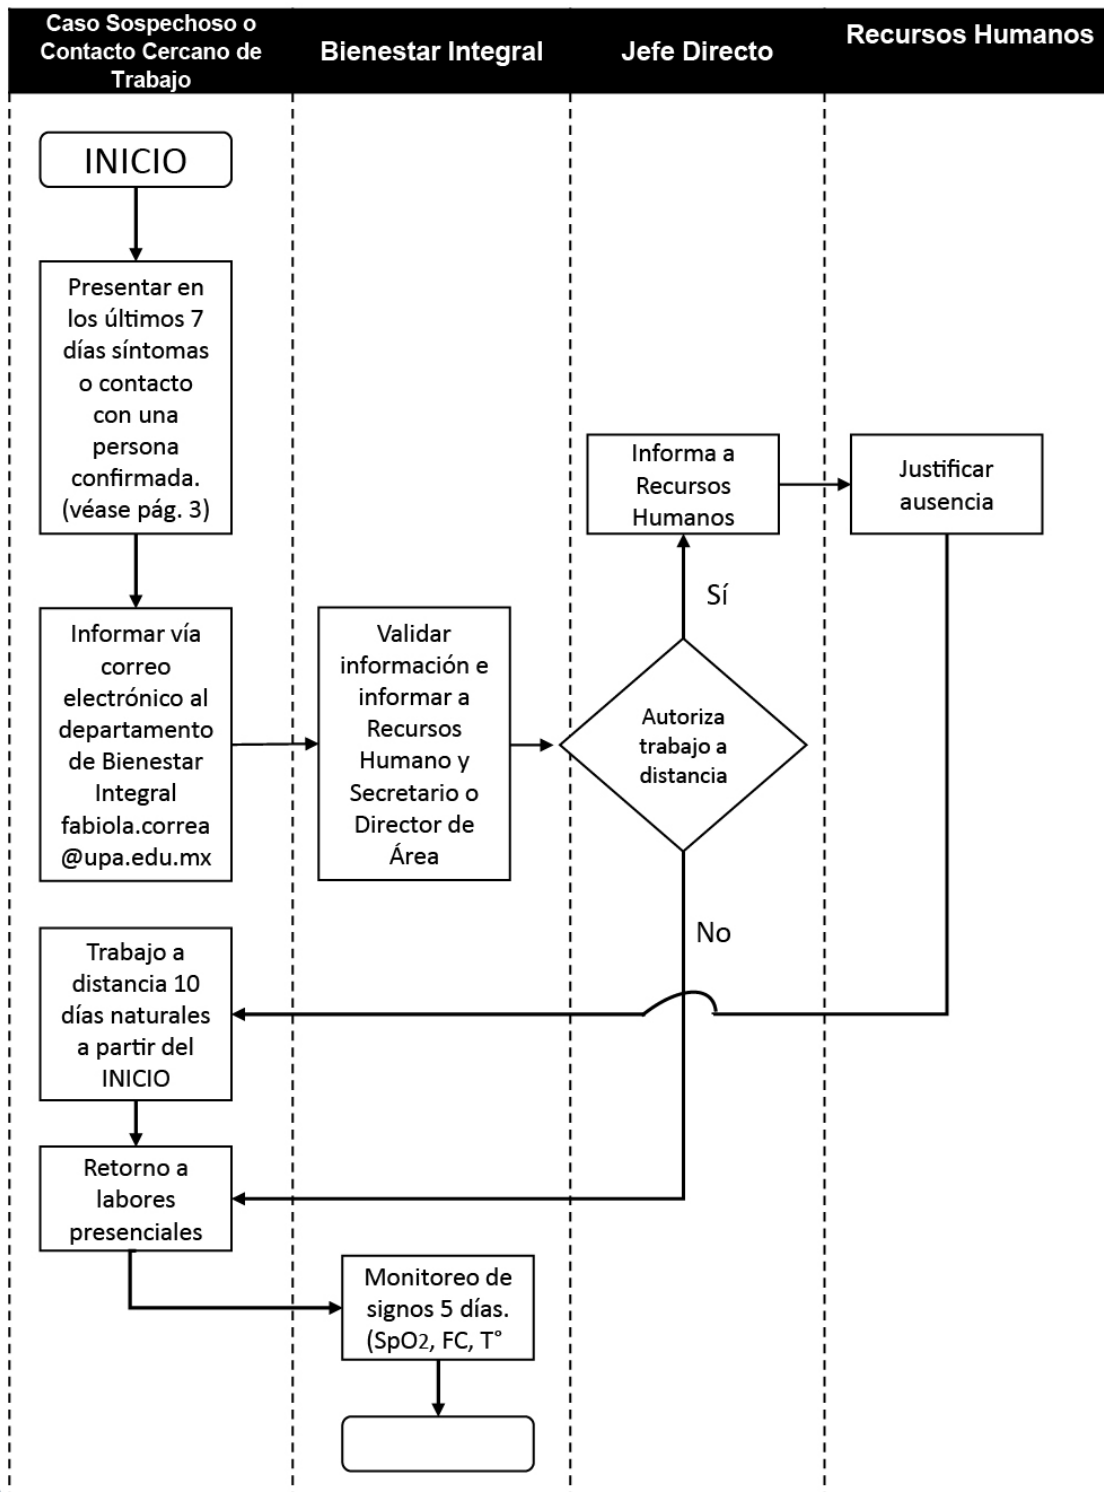 Caso Sospechoso o
Contacto Cercano de
Trabajo
Bienestar Integral
Jefe Directo
Recursos Humanos
INICIO
Presentar en
los últimos 7
días síntomas
o contacto
con una
persona
confirmada.
(véase pág. 3)
Informa a
Recursos
Humanos
Justificar
ausencia
Sí
Informar vía
correo
electrónico al
departamento
de Bienestar
Integral
fabiola.correa
@upa.edu.mx
Validar
información e
informar a
Recursos
Humano y
Secretario o
Director de
Área
Autoriza
trabajo a
distancia
No
Trabajo a
distancia 10
días naturales
a partir del
INICIO
Retorno a
labores
presenciales
Monitoreo de
signos 5 días.
(SpO2, FC, T°